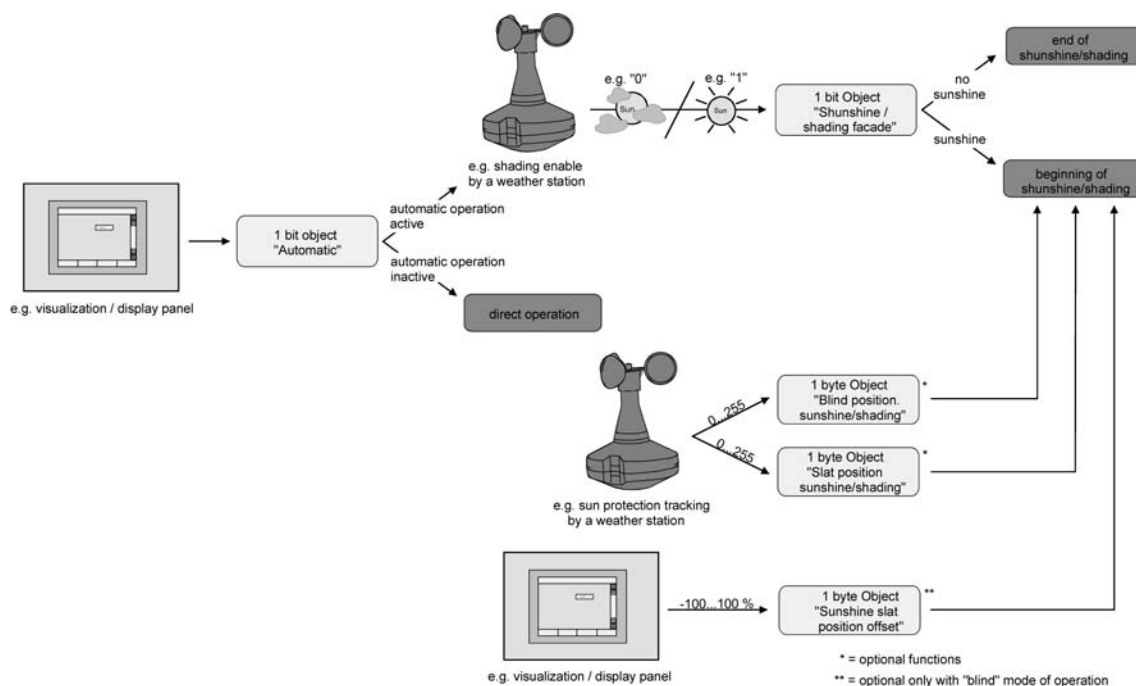 end of
shunshine/shading
e.g. "0"
e.g. "1"
no
sunshine
Sun
Sun
1 bit Object
"Shunshine /
shading facade"
sunshine
e.g. shading enable
by a weather station
beginning of
shunshine/shading
automatic operation
active
1 bit object
"Automatic"
automatic operation
inactive
e.g. visualization / display panel
direct operation
0...255
1 byte Object
"Blind position.
sunshine/shading"
*
0...255
1 byte Object
"Slat position
sunshine/shading"
*
e.g. sun protection tracking
by a weather station
-100...100 %
1 byte Object
"Sunshine slat
position offset"
**
e.g. visualization / display panel
* = optional functions
** = optional only with "blind" mode of operation